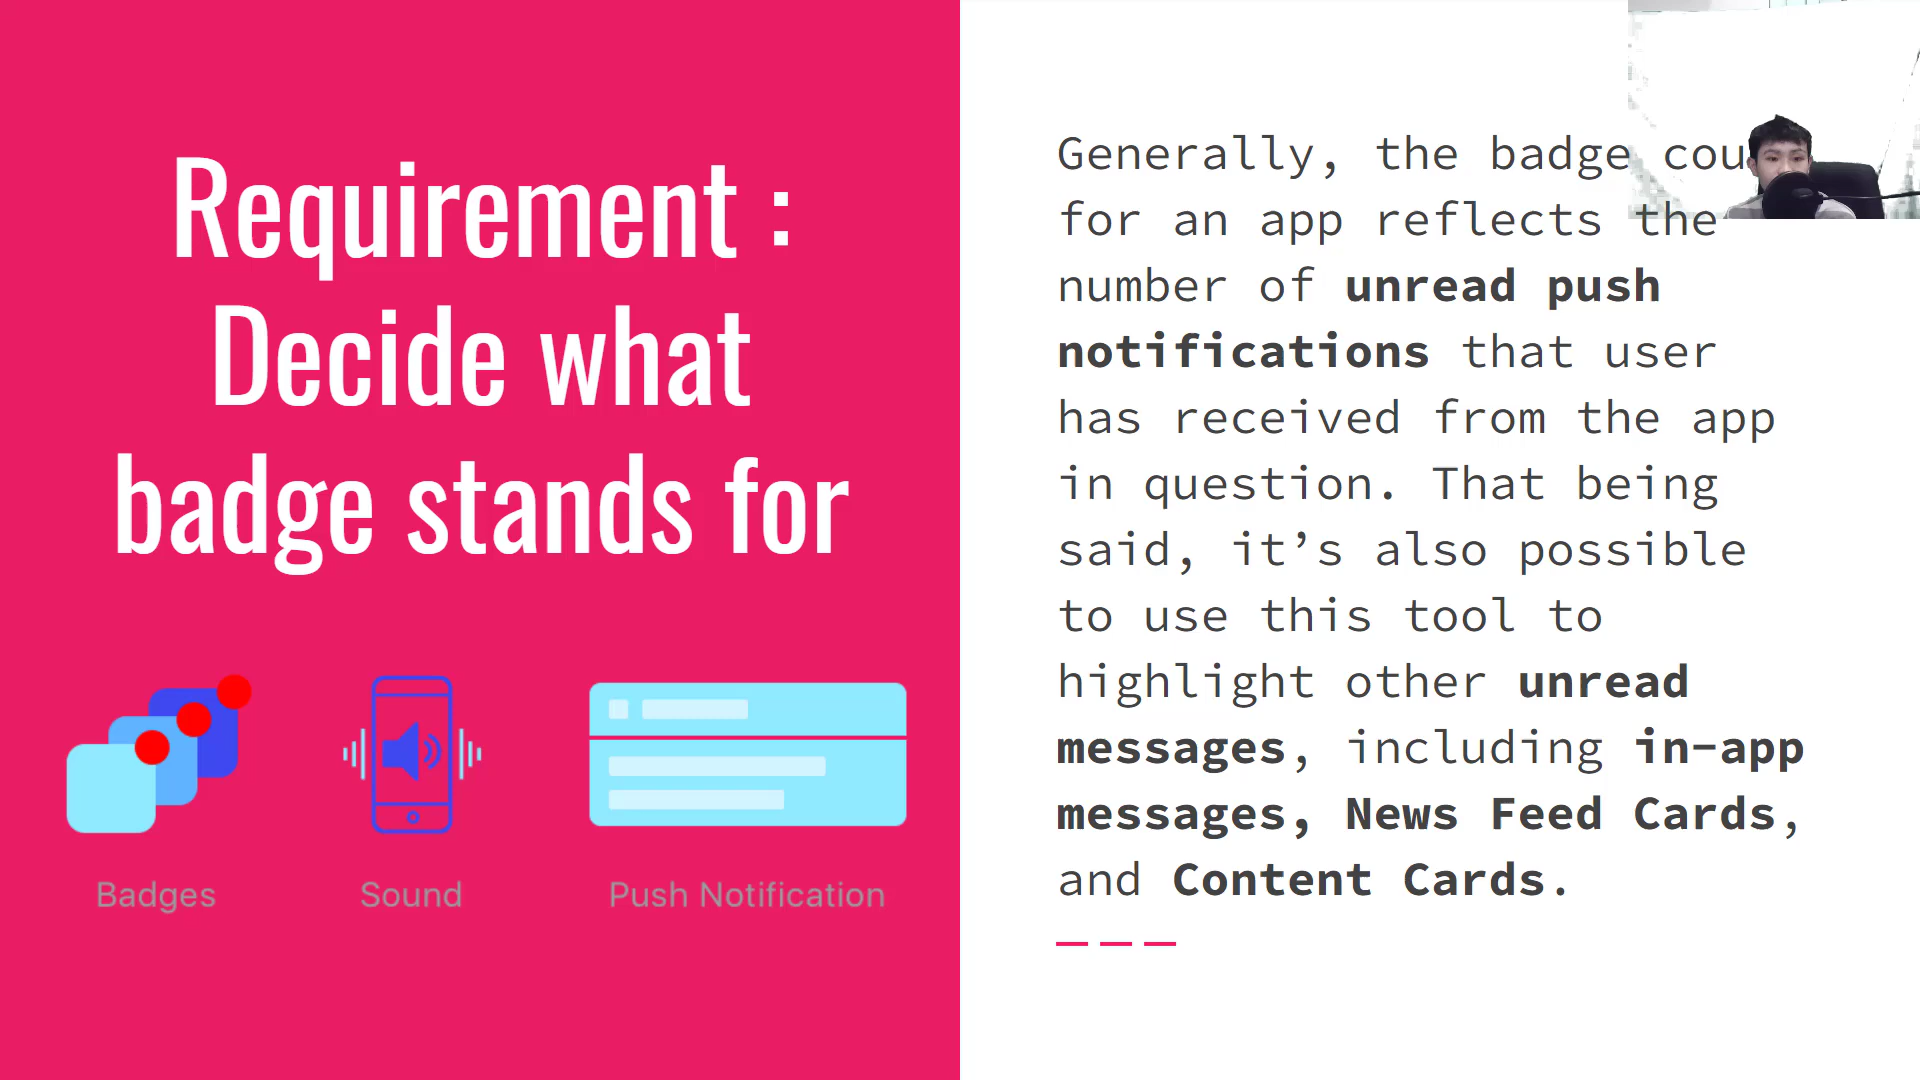 Requirement :
Decide what
badge stands for
Badges
Sound
Push Notification
Generally, the badge
for an app reflects the
number of unread push
notifications that user
has received from the app
in question. That being
said, it’s also possible
to use this tool to
highlight other unread
messages, including in-app
messages, News Feed Cards,
and Content Cards.